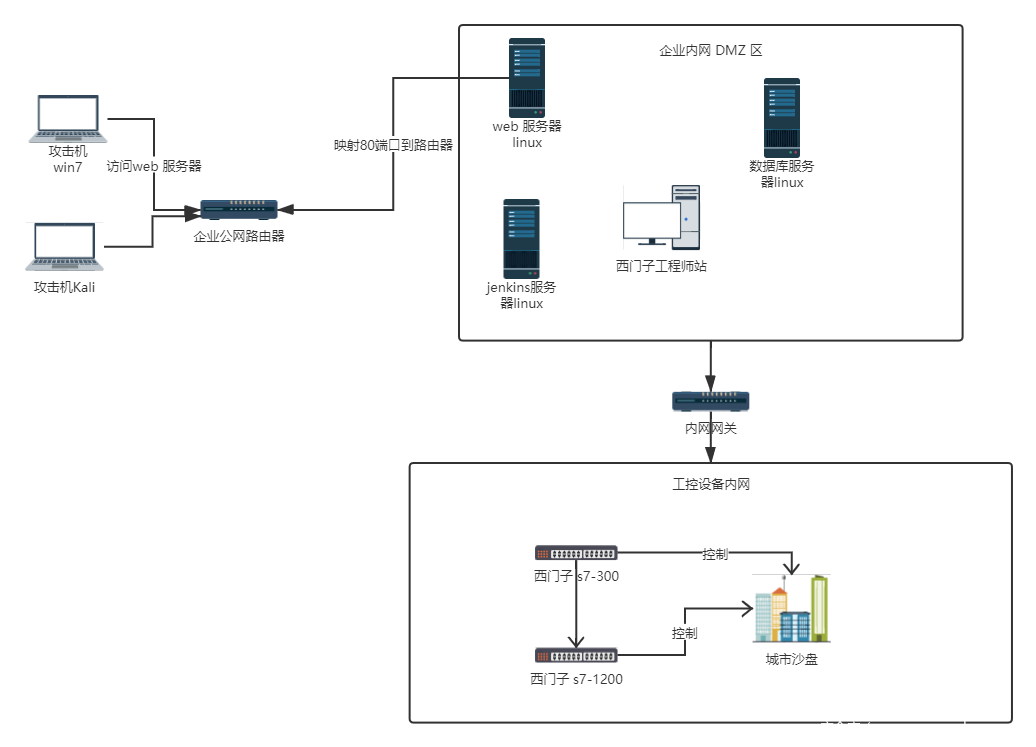 企业内网 DMZ 区
web 服务器
linux
数据库服务
器linux
映射80端口到路由器
攻击机
win7
访问web 服务器
企业公网路由器
西门子工程师站
攻击机Kali
jenkins服务
器linux
内网网关
工控设备内网
控制
西门子 s7-300
控制
城市沙盘
西门子 s7-1200